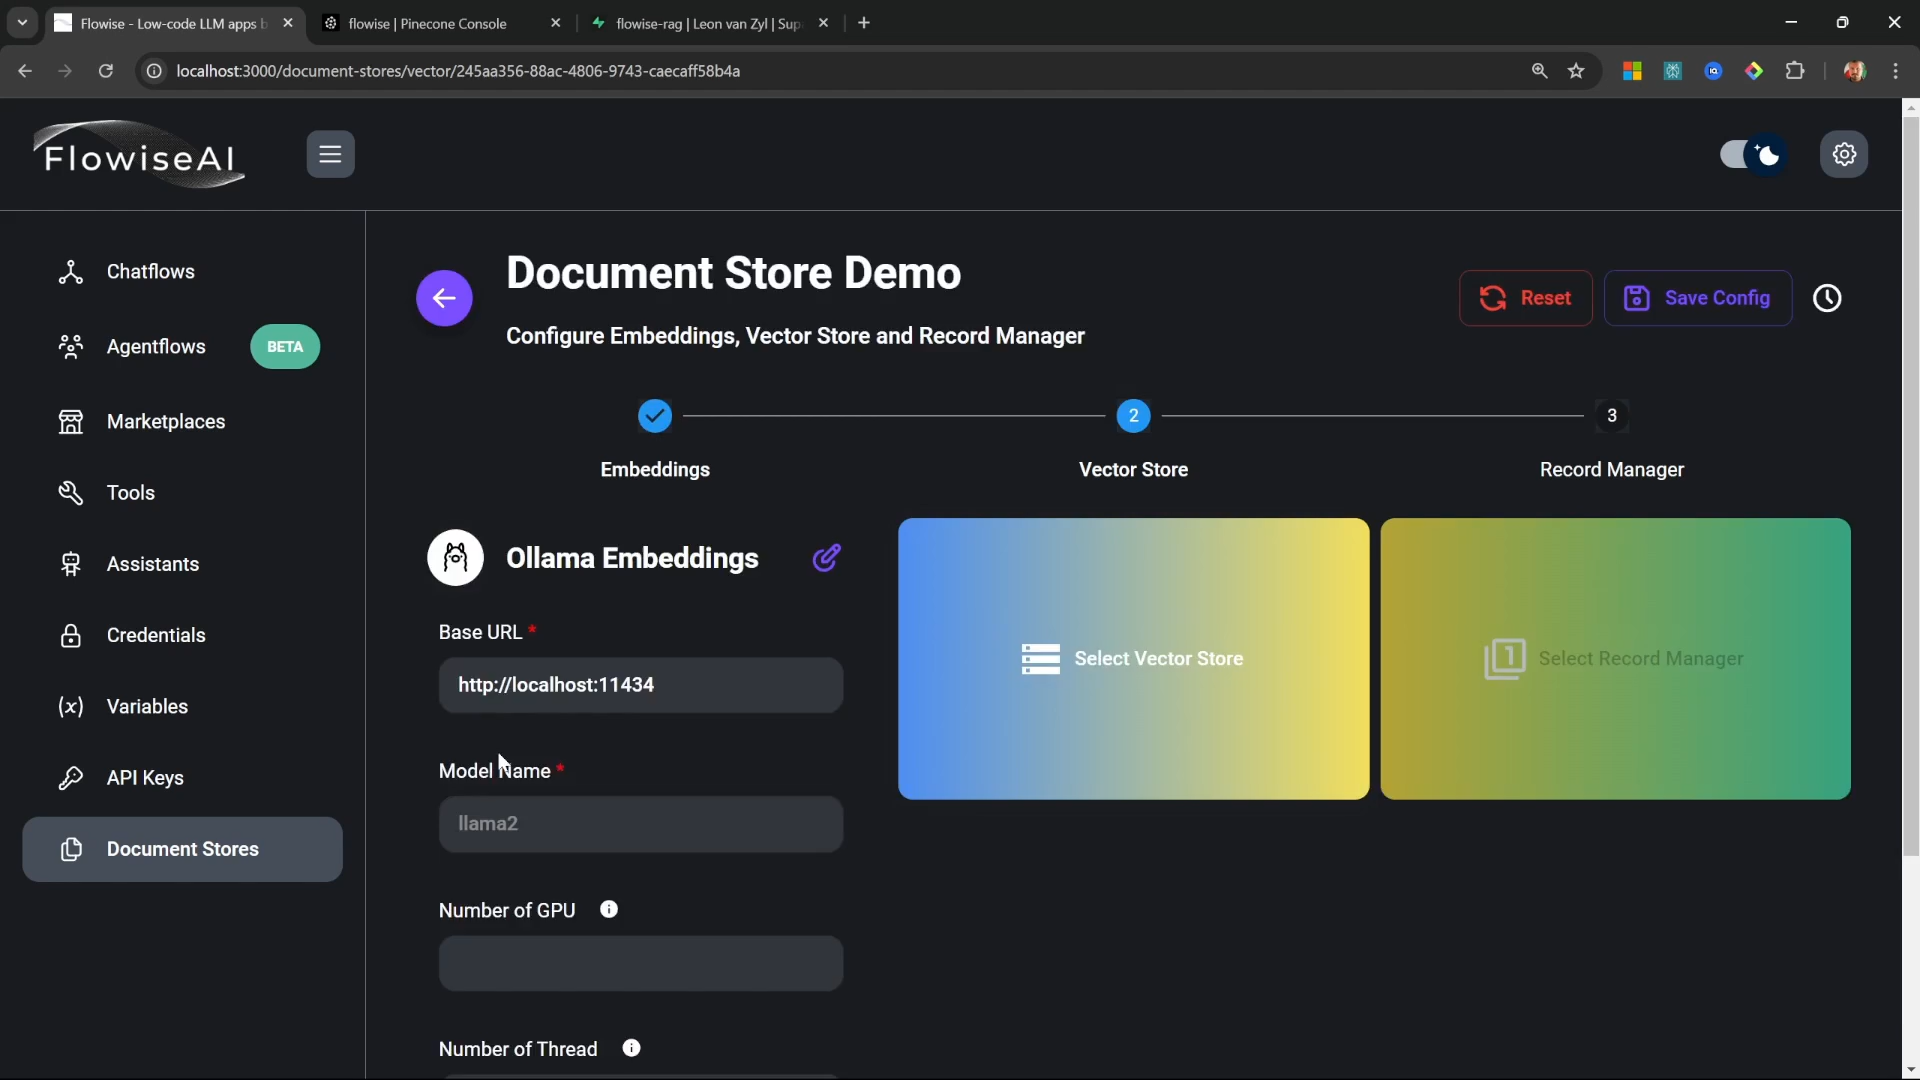 Flowise - Low-code LLM apps b
flowise | Pinecone Console
flowise-rag | Leon van Zyl | Sup
localhost:3000/document-stores/vector/245aa356-88ac-4806-9743-caecaff58b4a
FlowiseAI
Chatflows
Agentflows
BETA
Marketplaces
Tools
Assistants
Credentials
(x) Variables
API Keys
Document Stores
Document Store Demo
Configure Embeddings, Vector Store and Record Manager
Reset
Save Config
2
3
Embeddings
Vector Store
Record Manager
Ollama Embeddings
Base URL *
http://localhost:11434
Model Name *
llama2
Number of GPU
Number of Thread
Select Vector Store
1
Select Record Manager